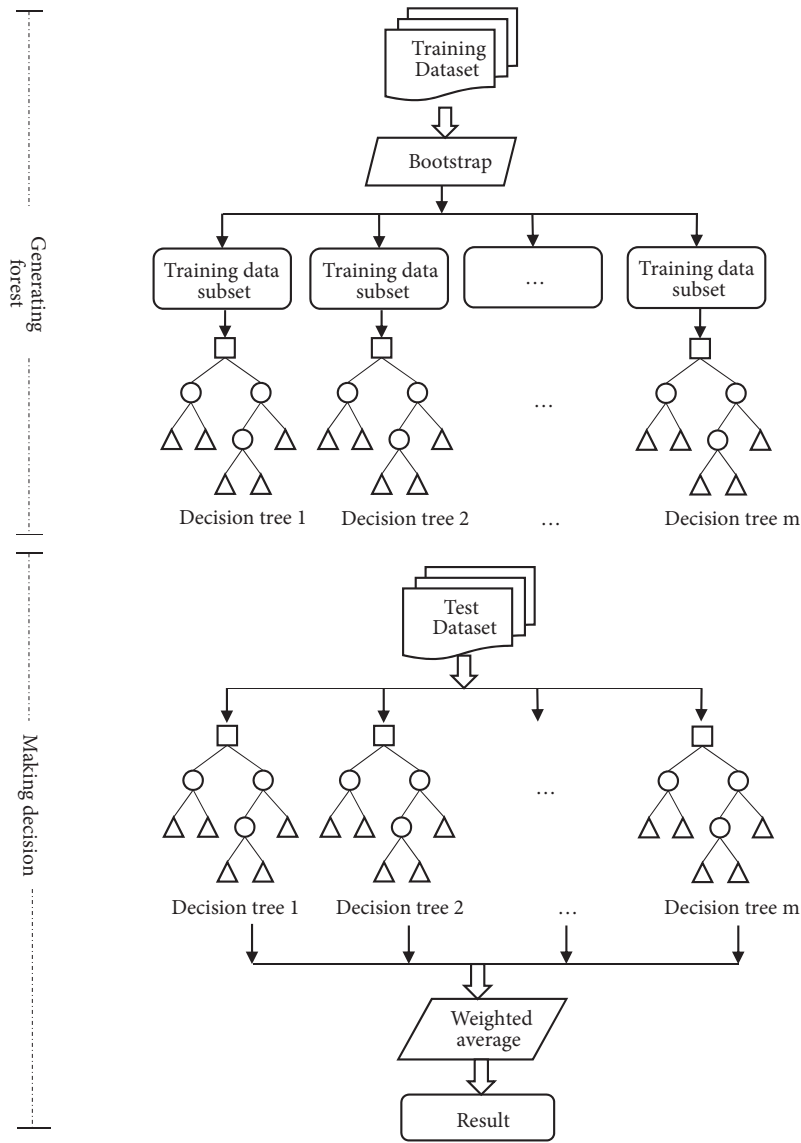 Training
Dataset
Bootstrap
Generating
forest
Training data
subset
Training data
subset
...
Training data
subset
...
Decision tree 1
Decision tree 2
...
Decision tree m
Test
Dataset
Making decision
...
Decision tree 1
Decision tree 2
...
Decision tree m
Weighted
average
Result